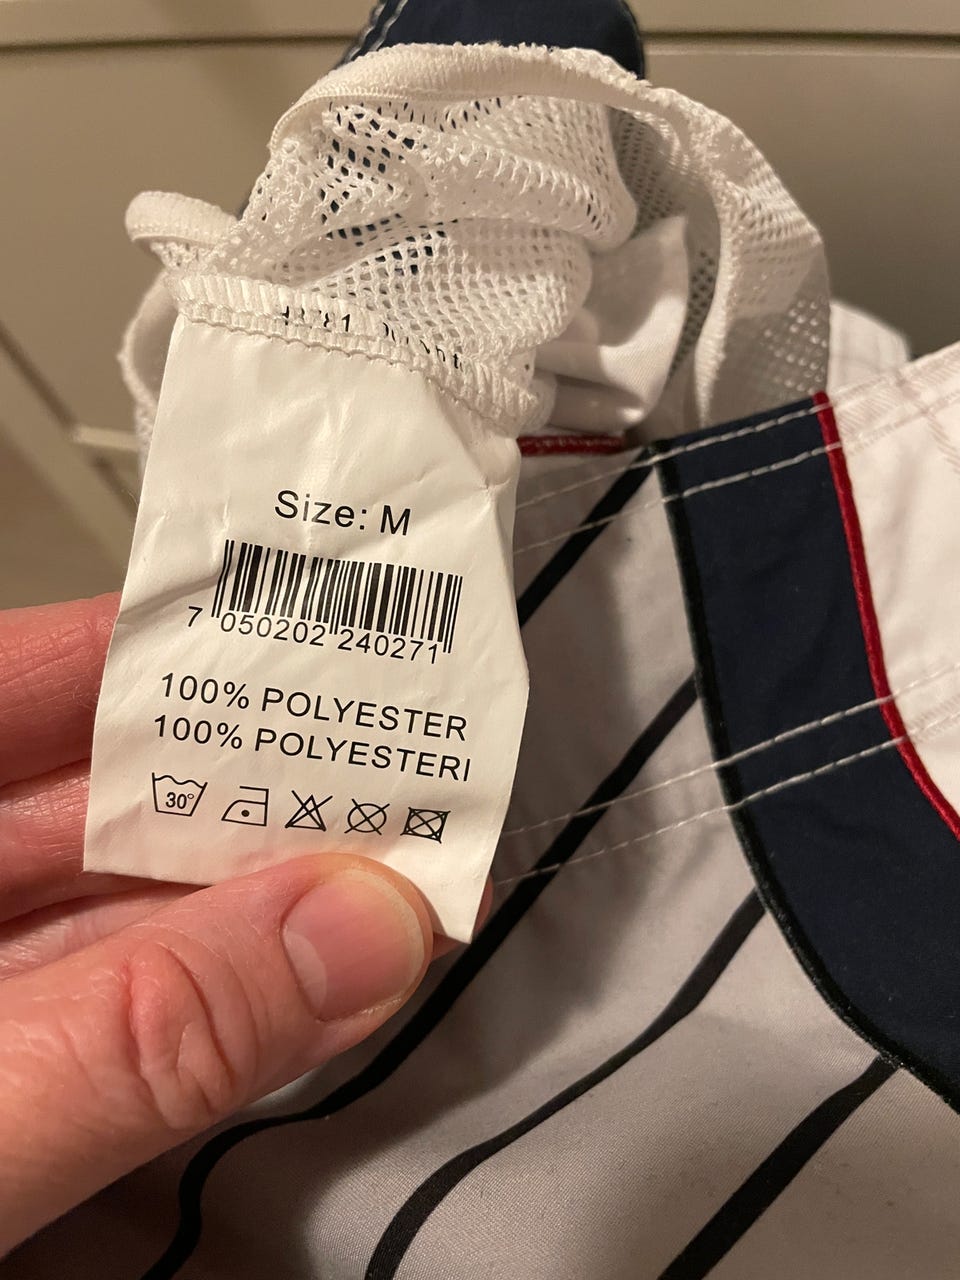 Size: M
7 050202 240271
100% POLYESTER
100% POLYESTERI
30°